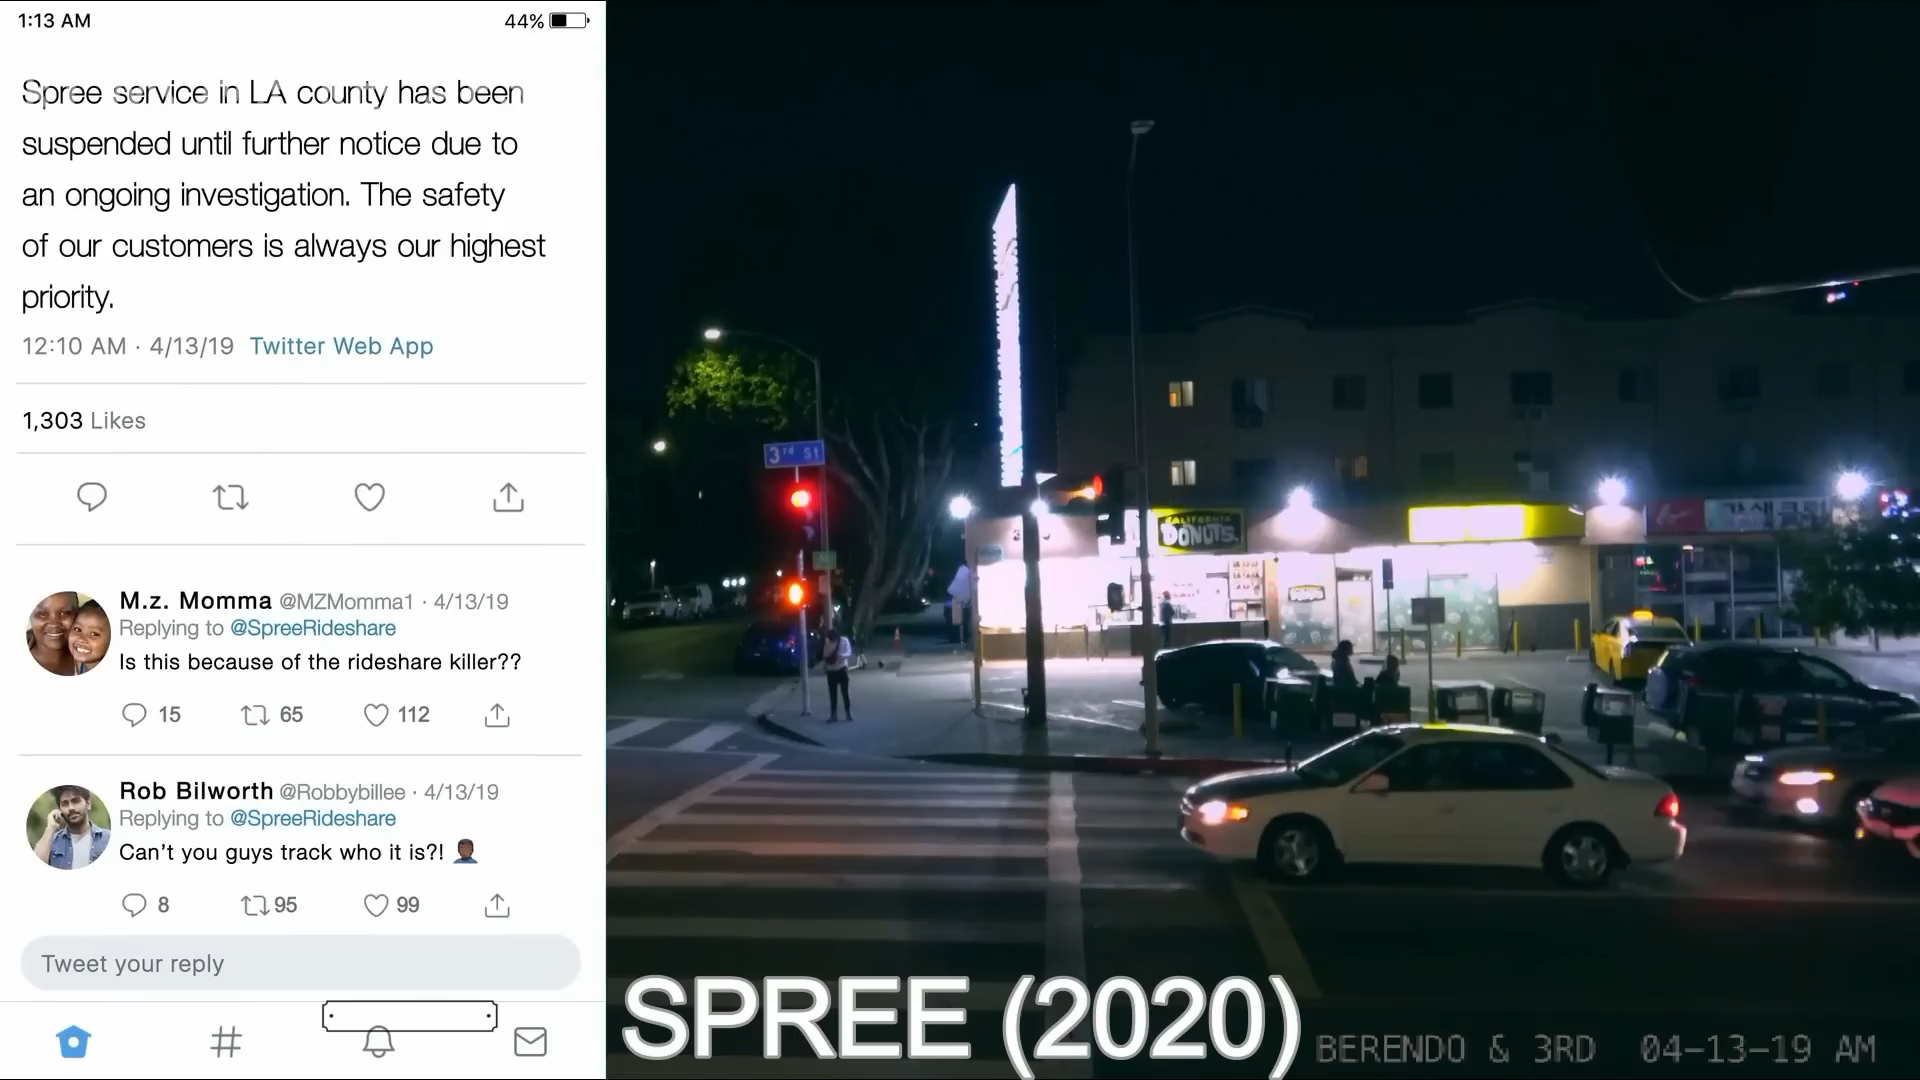 1:13 AM
44%
Spree service in LA county has been
suspended until further notice due to
an ongoing investigation. The safety
of our customers is always our highest
priority.
12:10 AM · 4/13/19 Twitter Web App
1,303 Likes
M.z. Momma @MZMomma1 · 4/13/19
Replying to @SpreeRideshare
Is this because of the rideshare killer??
15 65 112
Rob Bilworth @Robbybillee · 4/13/19
Replying to @SpreeRideshare
Can't you guys track who it is?!
8 95 99
Tweet your reply
3rd St
CALIFORNIA
DONUTS
SPREE (2020)
BERENDO & 3RD 04-13-19 AM